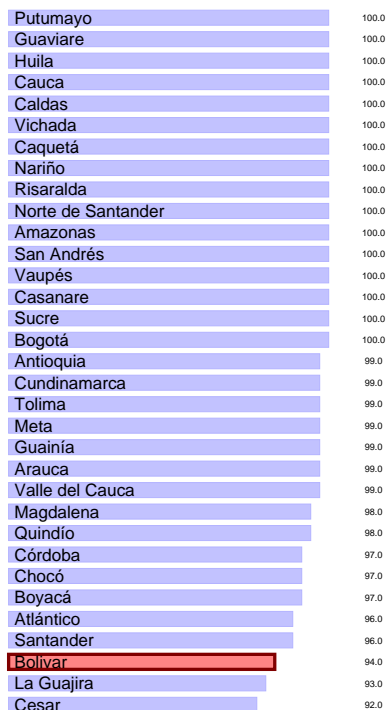 Putumayo 100.0
Guaviare 100.0
Huila 100.0
Cauca 100.0
Caldas 100.0
Vichada 100.0
Caquetá 100.0
Nariño 100.0
Risaralda 100.0
Norte de Santander 100.0
Amazonas 100.0
San Andrés 100.0
Vaupés 100.0
Casanare 100.0
Sucre 100.0
Bogotá 100.0
Antioquia 99.0
Cundinamarca 99.0
Tolima 99.0
Meta 99.0
Guainía 99.0
Arauca 99.0
Valle del Cauca 99.0
Magdalena 98.0
Quindío 98.0
Córdoba 97.0
Chocó 97.0
Boyacá 97.0
Atlántico 96.0
Santander 96.0
Bolivar 94.0
La Guajira 93.0
Cesar 92.0